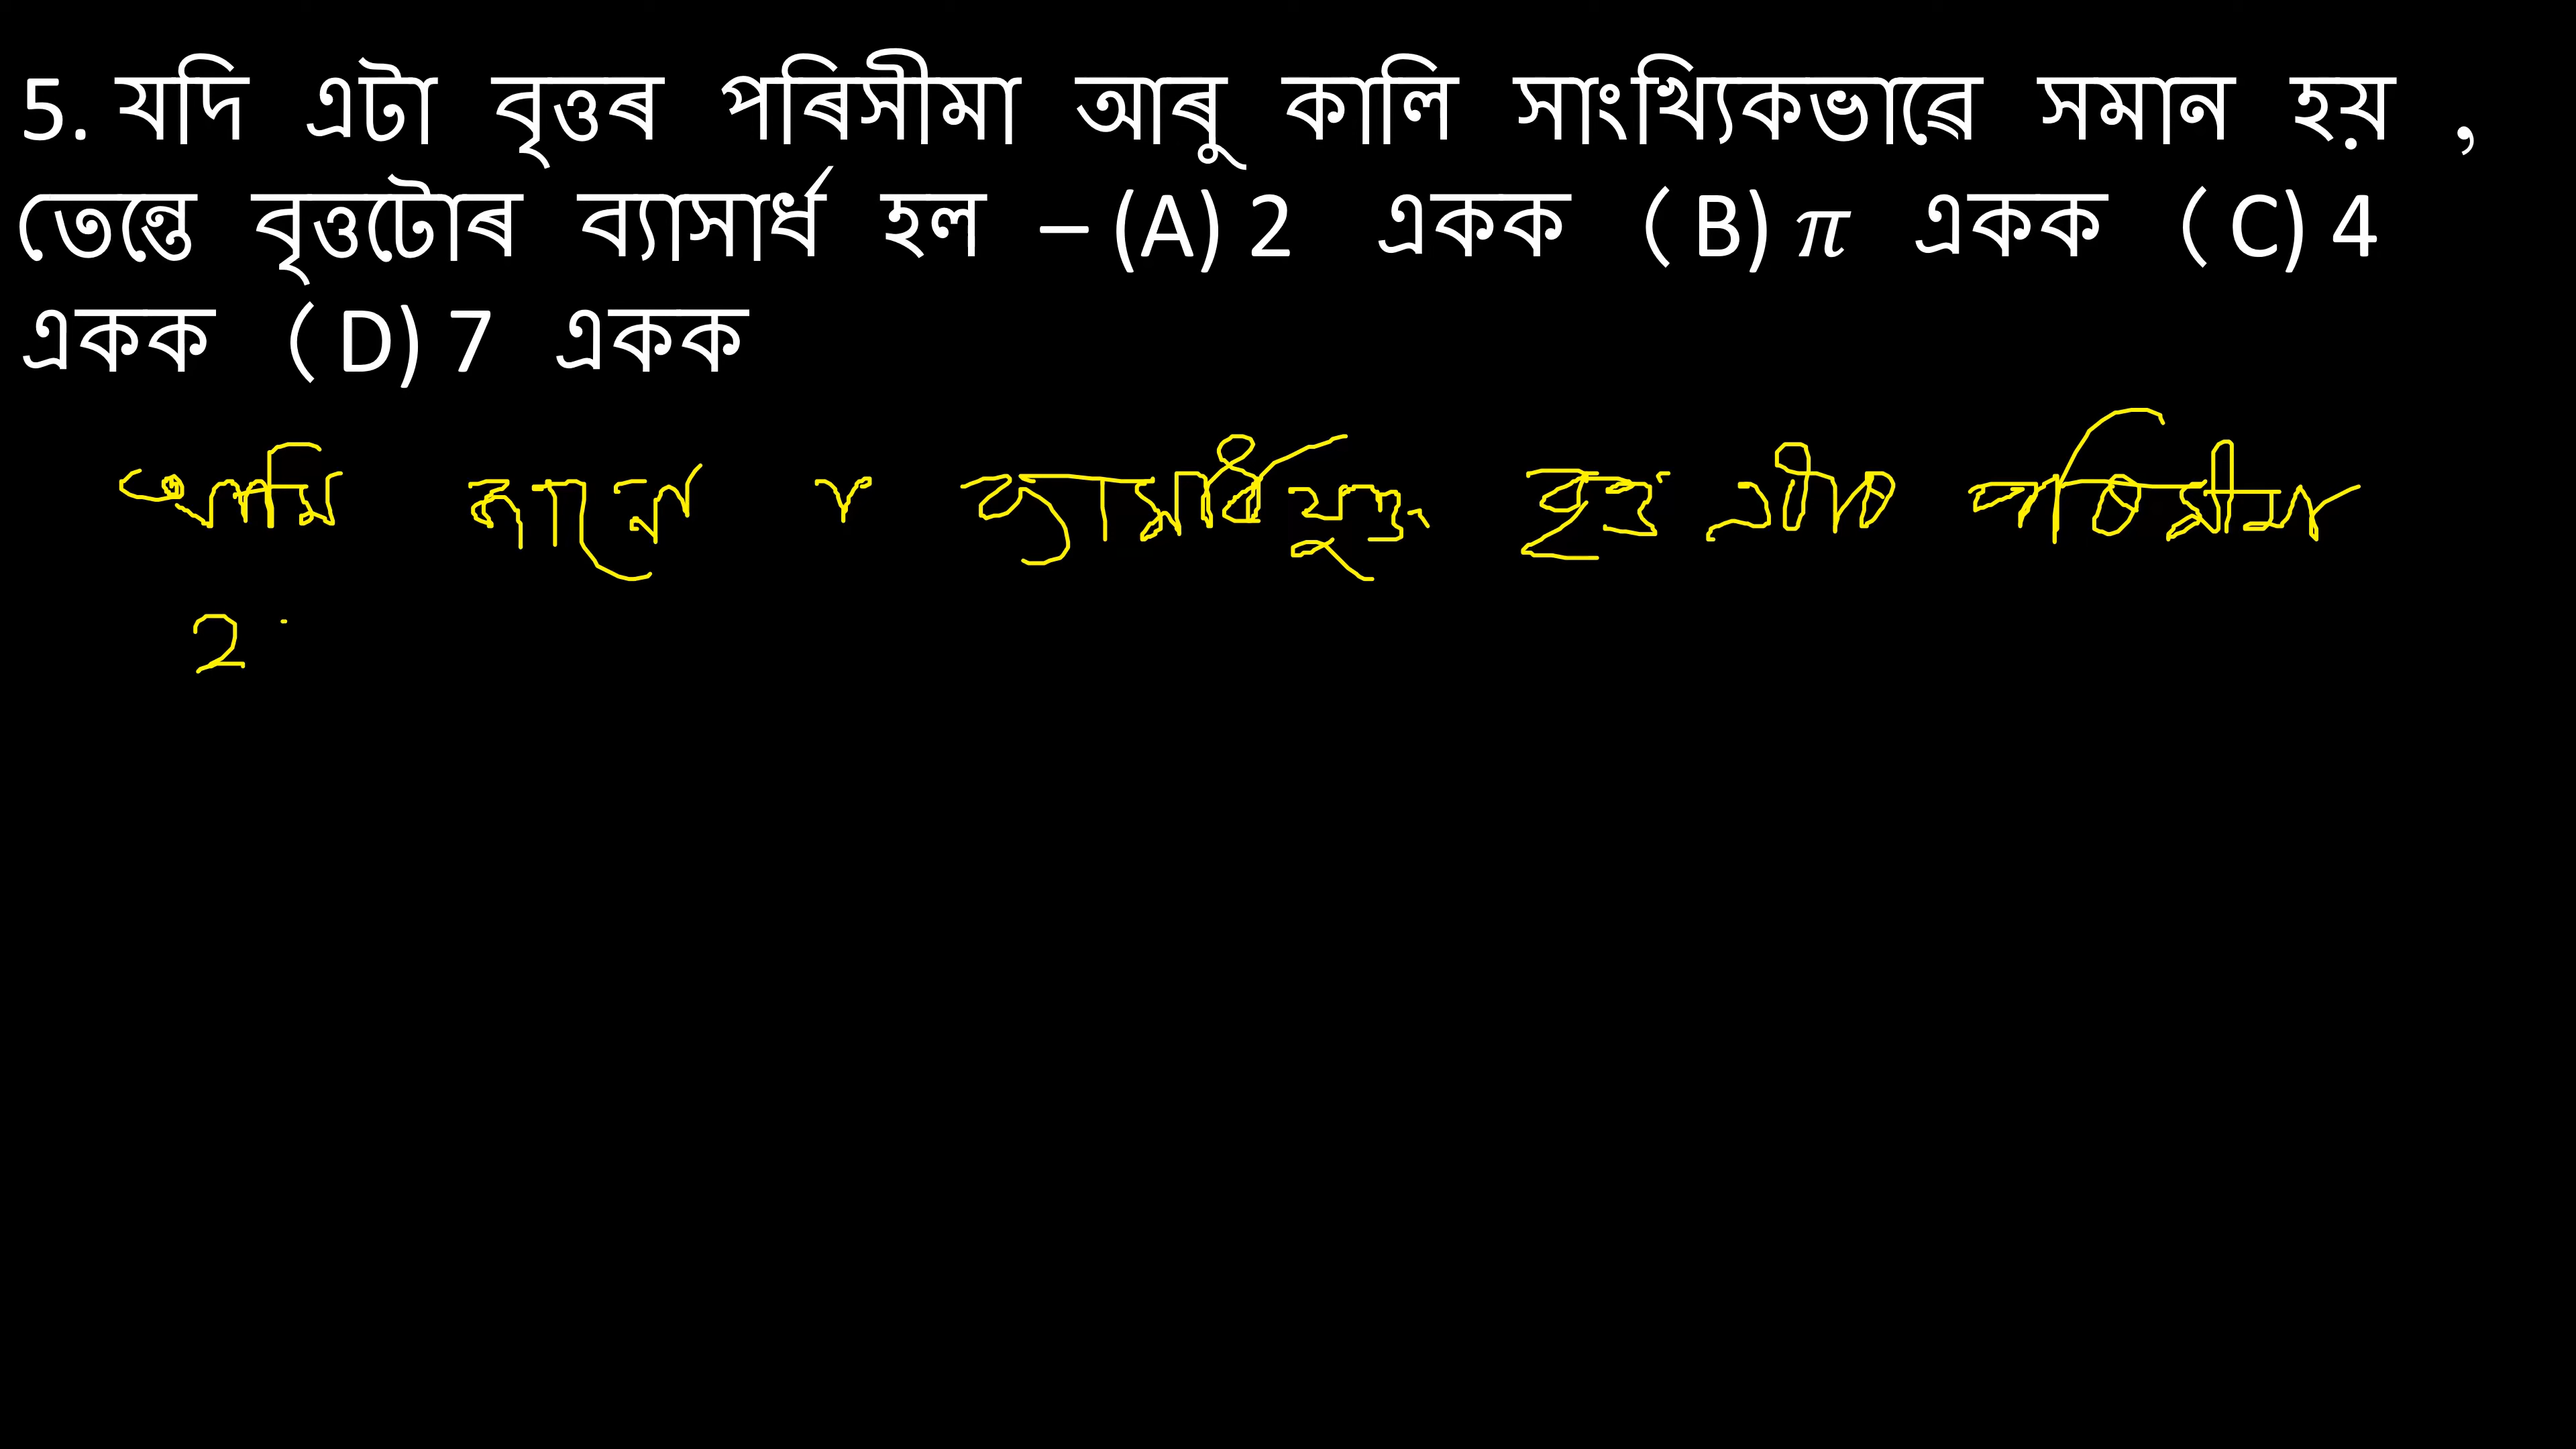 5. যদি এটা বৃত্তৰ পৰিসীমা আৰু কালি সাংখ্যিকভাৱে সমান হয় ,
তেন্তে বৃত্তটোৰ ব্যাসাৰ্ধ হল – (A) 2 একক ( B) π একক ( C) 4
একক ( D) 7 একক
আমি জানো r ব্যাসাৰ্ধযুক্ত বৃত্ত এটাৰ পৰিসীমা
2